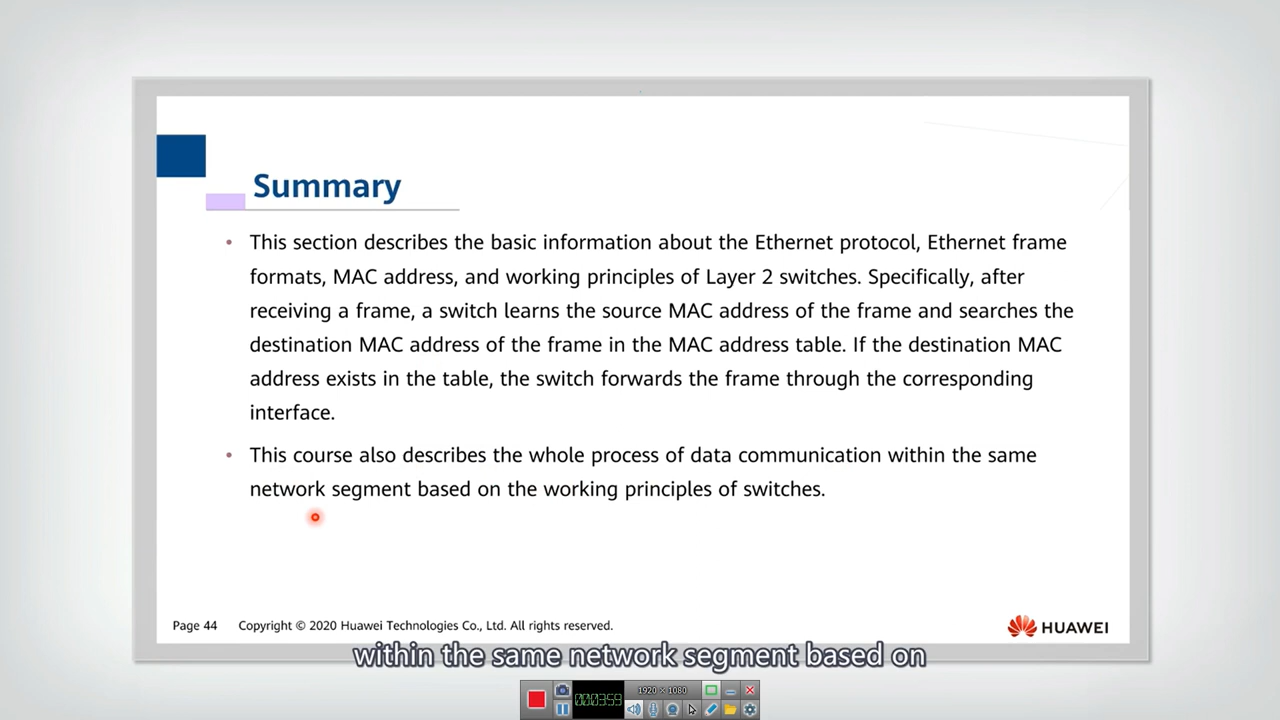 Summary
• This section describes the basic information about the Ethernet protocol, Ethernet frame
formats, MAC address, and working principles of Layer 2 switches. Specifically, after
receiving a frame, a switch learns the source MAC address of the frame and searches the
destination MAC address of the frame in the MAC address table. If the destination MAC
address exists in the table, the switch forwards the frame through the corresponding
interface.
• This course also describes the whole process of data communication within the same
network segment based on the working principles of switches.
Page 44 Copyright © 2020 Huawei Technologies Co., Ltd. All rights reserved.
HUAWEI
within the same network segment based on
1920 × 1080
000359